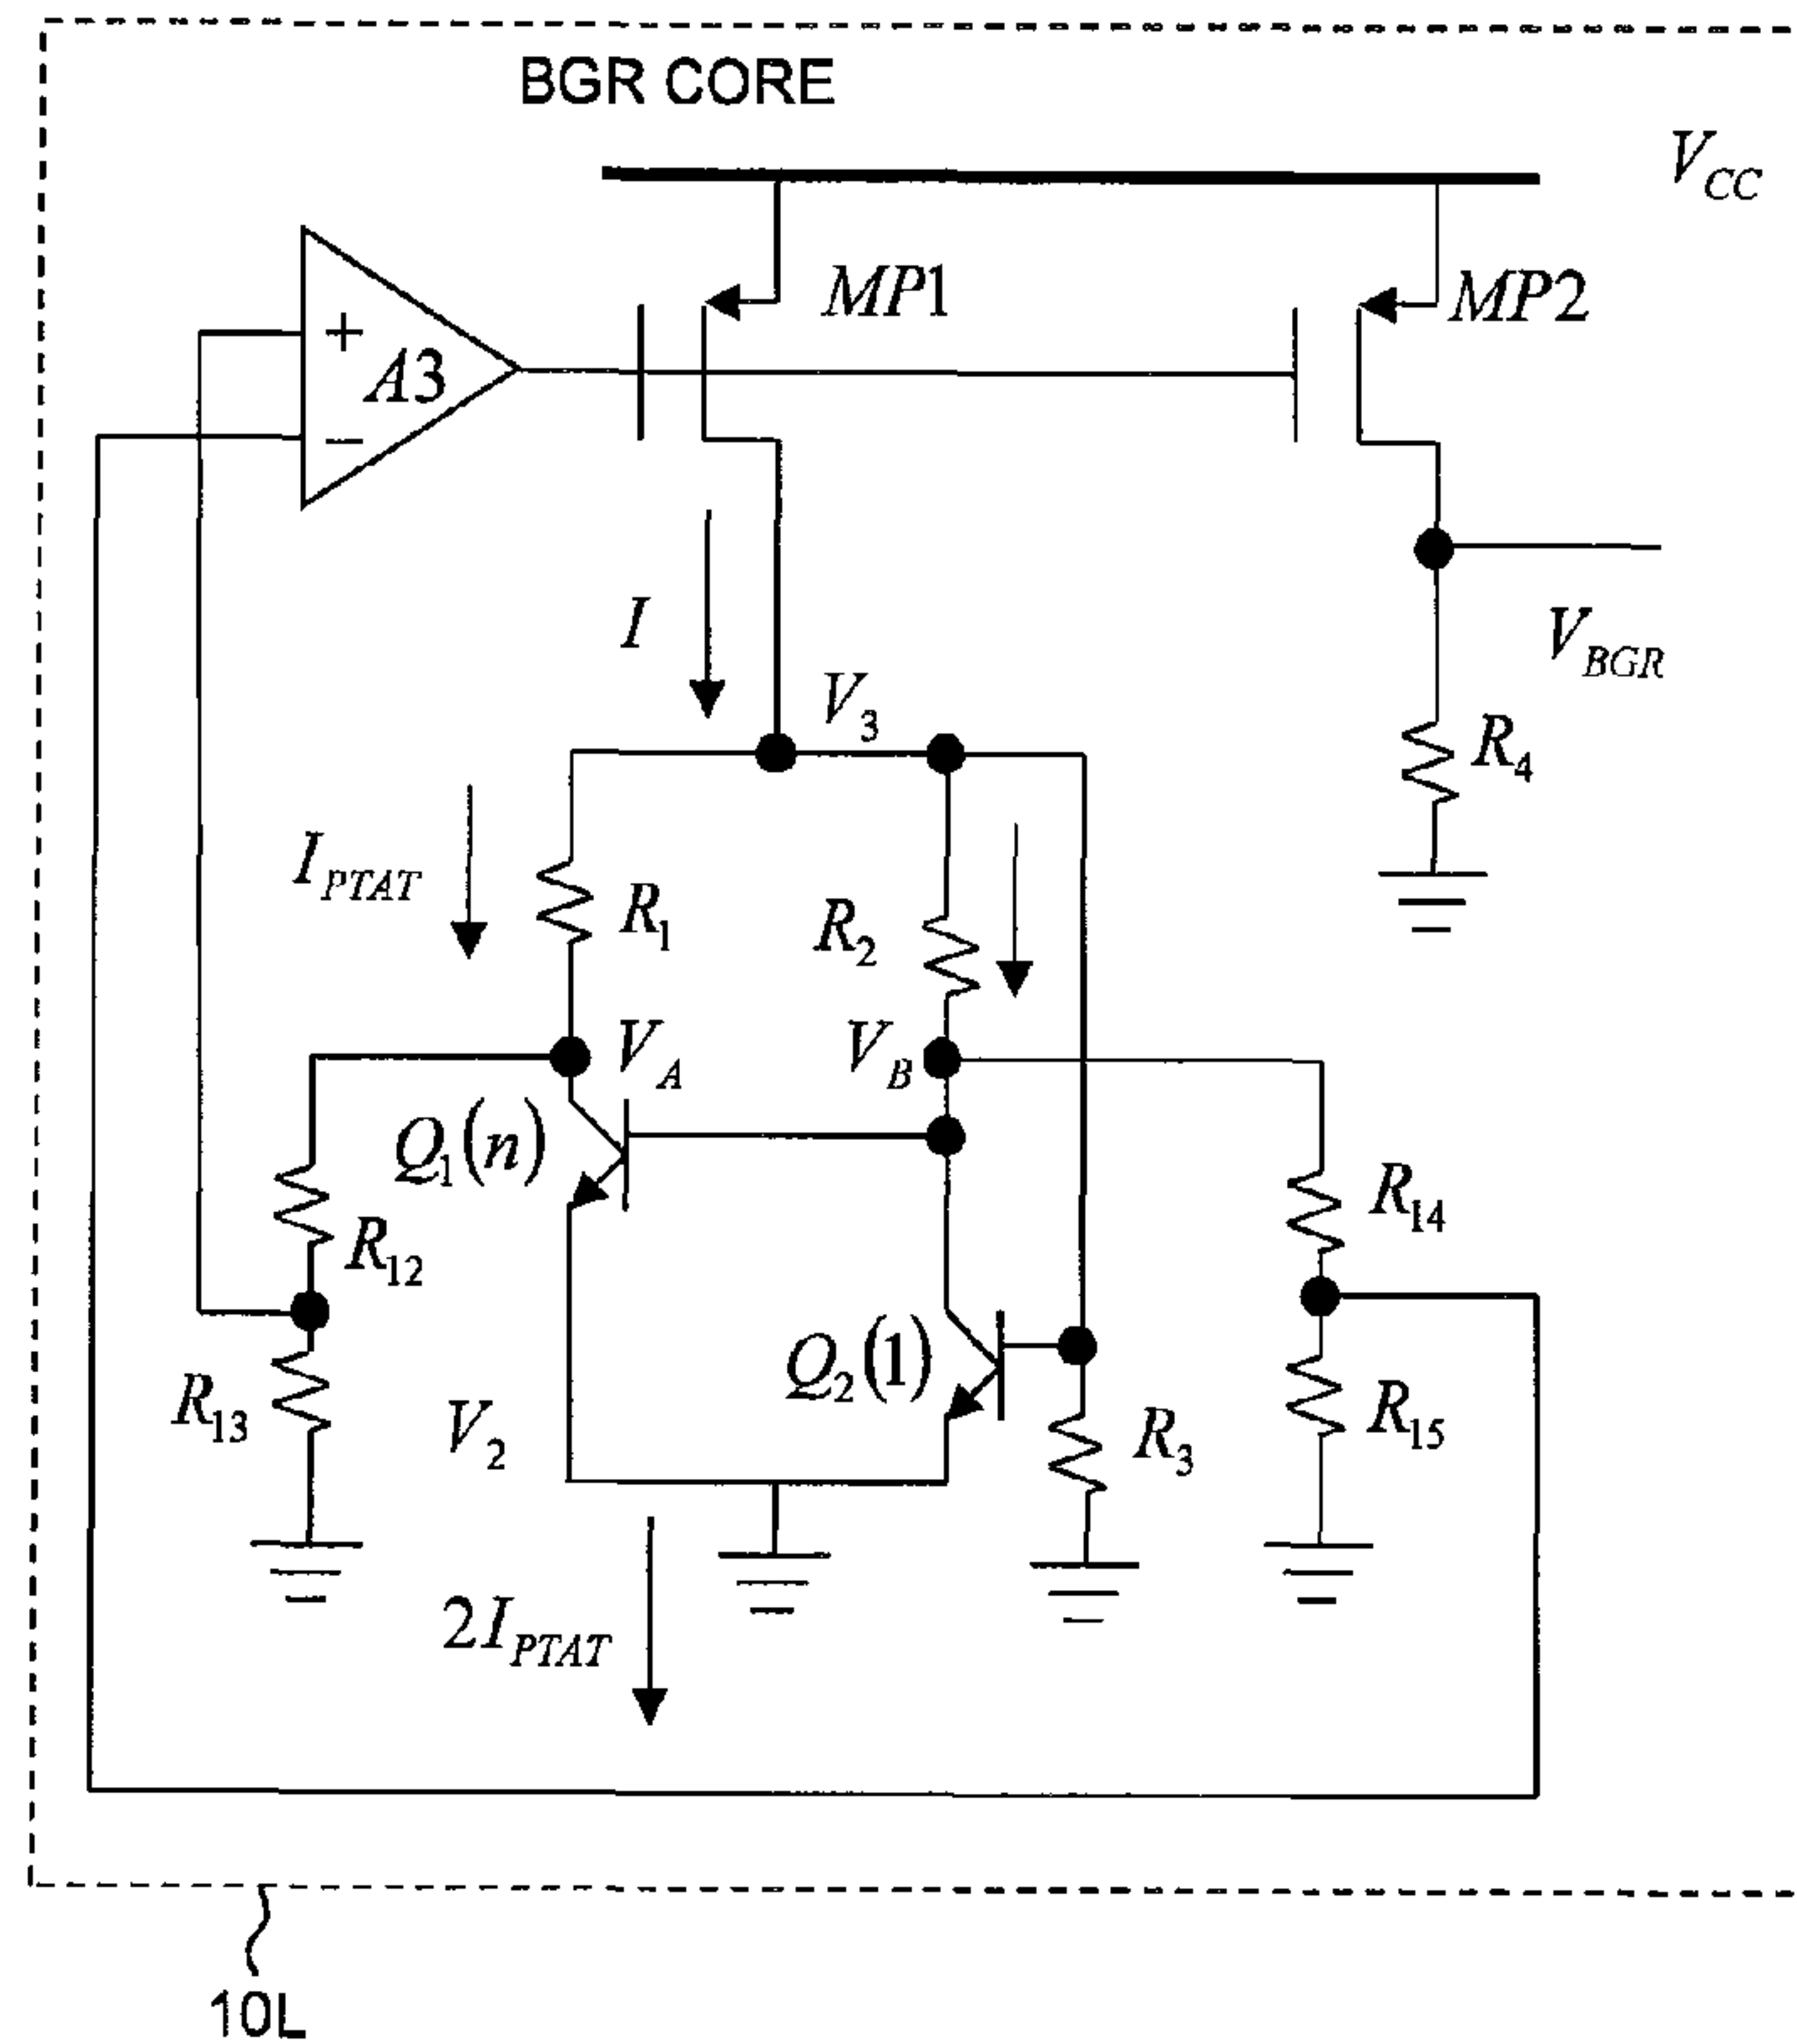 BGR CORE
V_CC
MP1
MP2
+
A3
−
I
V_3
V_BGR
R_4
I_PTAT
R_1
R_2
V_A
V_B
Q_1(n)
R_14
R_12
Q_2(1)
R_13
V_2
R_3
R_15
2I_PTAT
10L